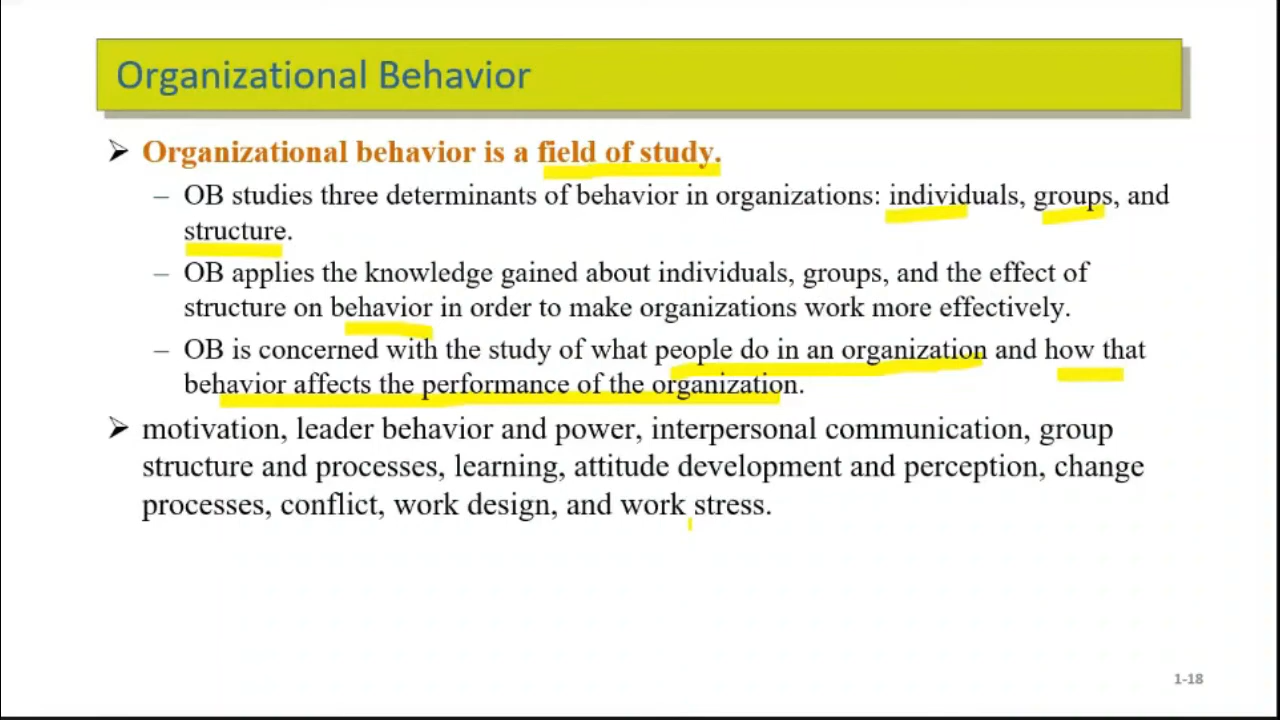 Organizational Behavior
➢ Organizational behavior is a field of study.
– OB studies three determinants of behavior in organizations: individuals, groups, and
structure.
– OB applies the knowledge gained about individuals, groups, and the effect of
structure on behavior in order to make organizations work more effectively.
– OB is concerned with the study of what people do in an organization and how that
behavior affects the performance of the organization.
➢ motivation, leader behavior and power, interpersonal communication, group
structure and processes, learning, attitude development and perception, change
processes, conflict, work design, and work stress.
1-18